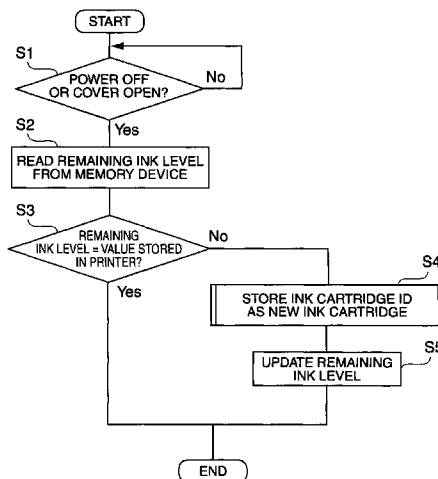 START
S1
POWER OFF
OR COVER OPEN?
No
Yes
S2
READ REMAINING INK LEVEL
FROM MEMORY DEVICE
S3
REMAINING
INK LEVEL = VALUE STORED
IN PRINTER?
No
Yes
S4
STORE INK CARTRIDGE ID
AS NEW INK CARTRIDGE
S5
UPDATE REMAINING
INK LEVEL
END